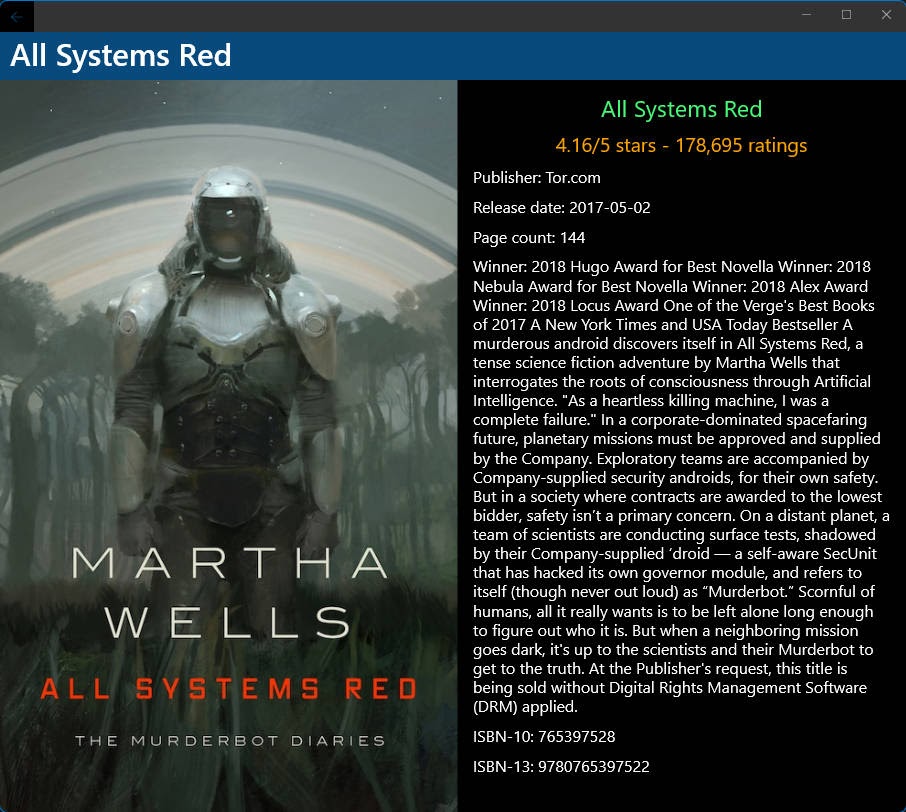 All Systems Red
MARTHA
WELLS
ALL SYSTEMS RED
THE MURDERBOT DIARIES
All Systems Red
4.16/5 stars - 178,695 ratings
Publisher: Tor.com
Release date: 2017-05-02
Page count: 144
Winner: 2018 Hugo Award for Best Novella Winner: 2018
Nebula Award for Best Novella Winner: 2018 Alex Award
Winner: 2018 Locus Award One of the Verge's Best Books
of 2017 A New York Times and USA Today Bestseller A
murderous android discovers itself in All Systems Red, a
tense science fiction adventure by Martha Wells that
interrogates the roots of consciousness through Artificial
Intelligence. "As a heartless killing machine, I was a
complete failure." In a corporate-dominated spacefaring
future, planetary missions must be approved and supplied
by the Company. Exploratory teams are accompanied by
Company-supplied security androids, for their own safety.
But in a society where contracts are awarded to the lowest
bidder, safety isn’t a primary concern. On a distant planet, a
team of scientists are conducting surface tests, shadowed
by their Company-supplied ‘droid — a self-aware SecUnit
that has hacked its own governor module, and refers to
itself (though never out loud) as “Murderbot.” Scornful of
humans, all it really wants is to be left alone long enough
to figure out who it is. But when a neighboring mission
goes dark, it's up to the scientists and their Murderbot to
get to the truth. At the Publisher's request, this title is
being sold without Digital Rights Management Software
(DRM) applied.
ISBN-10: 765397528
ISBN-13: 9780765397522